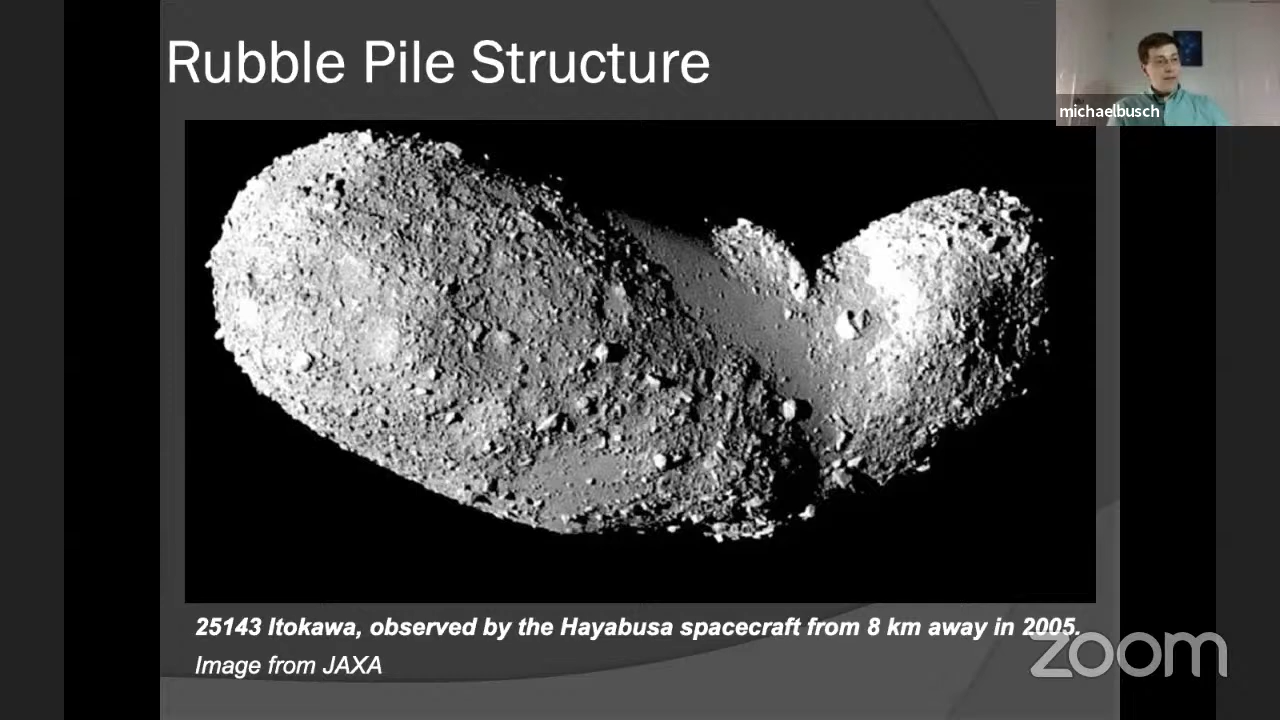 Rubble Pile Structure
michaelbusch
25143 Itokawa, observed by the Hayabusa spacecraft from 8 km away in 2005.
Image from JAXA
zoom